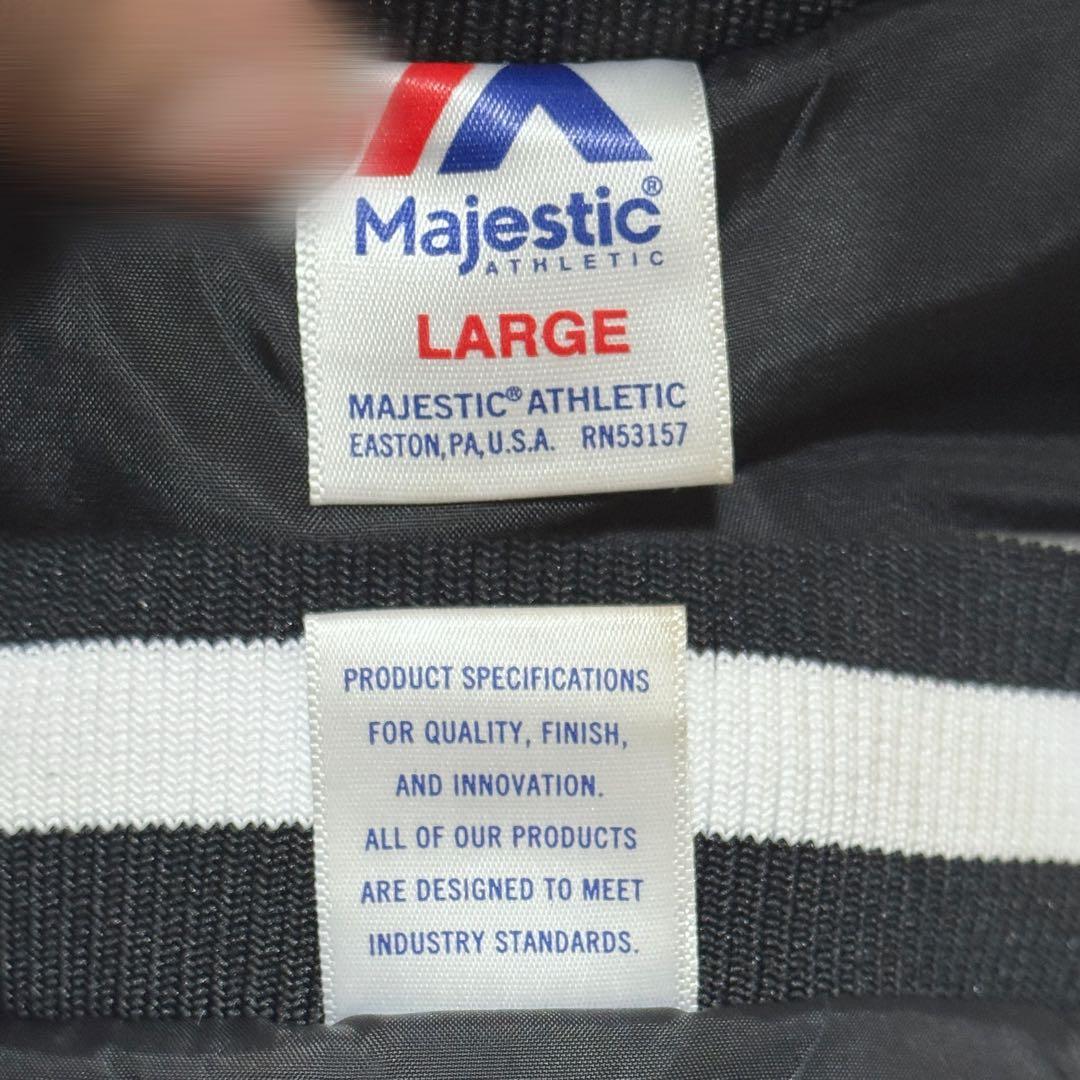 Majestic®
ATHLETIC
LARGE
MAJESTIC® ATHLETIC
EASTON, PA, U.S.A. RN53157
PRODUCT SPECIFICATIONS
FOR QUALITY, FINISH,
AND INNOVATION.
ALL OF OUR PRODUCTS
ARE DESIGNED TO MEET
INDUSTRY STANDARDS.